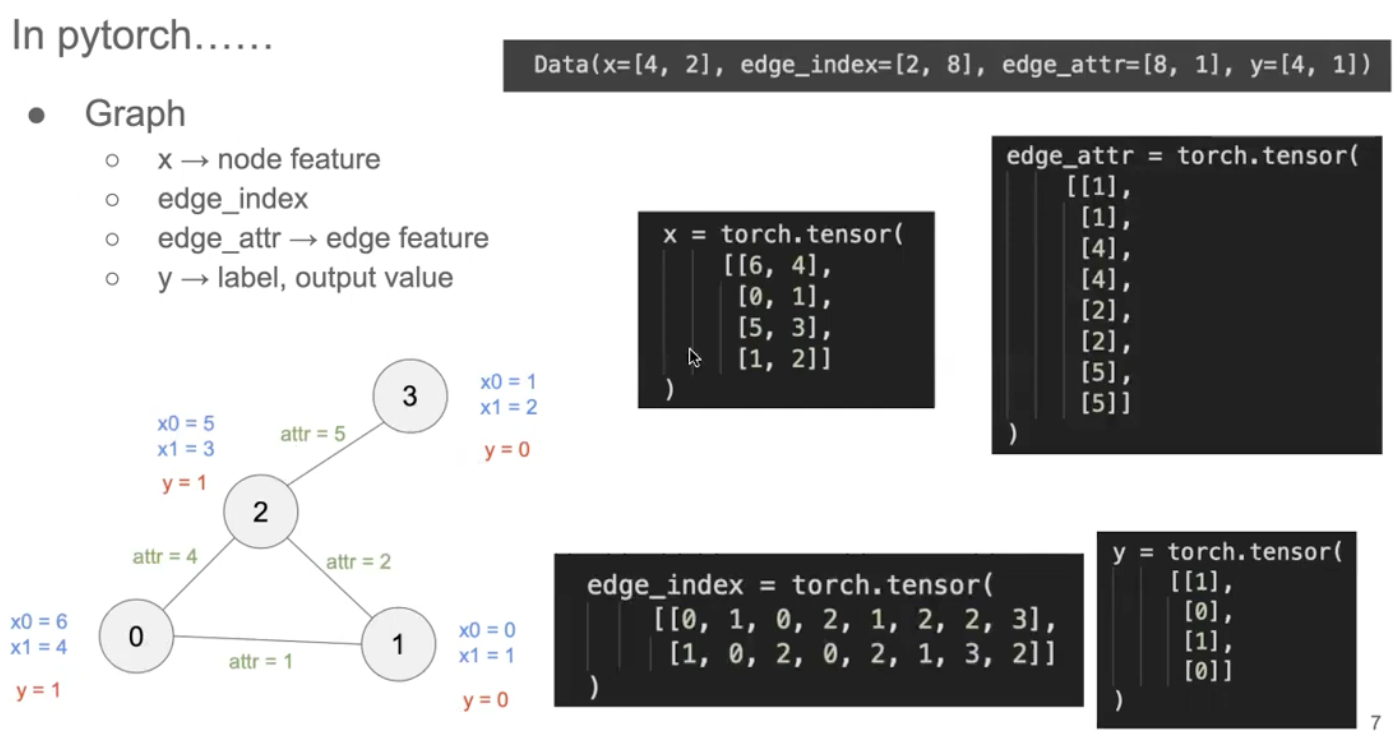 In pytorch......
Data(x=[4, 2], edge_index=[2, 8], edge_attr=[8, 1], y=[4, 1])
● Graph
○ x → node feature
○ edge_index
○ edge_attr → edge feature
○ y → label, output value
x = torch.tensor(
[[6, 4],
[0, 1],
[5, 3],
[1, 2]]
)
edge_attr = torch.tensor(
[[1],
[1],
[4],
[4],
[2],
[2],
[5],
[5]]
)
3
x0 = 1
x1 = 2
y = 0
attr = 5
x0 = 5
x1 = 3
y = 1
2
attr = 4
attr = 2
x0 = 6
x1 = 4
y = 1
0
attr = 1
1
x0 = 0
x1 = 1
y = 0
edge_index = torch.tensor(
[[0, 1, 0, 2, 1, 2, 2, 3],
[1, 0, 2, 0, 2, 1, 3, 2]]
)
y = torch.tensor(
[[1],
[0],
[1],
[0]]
)
7